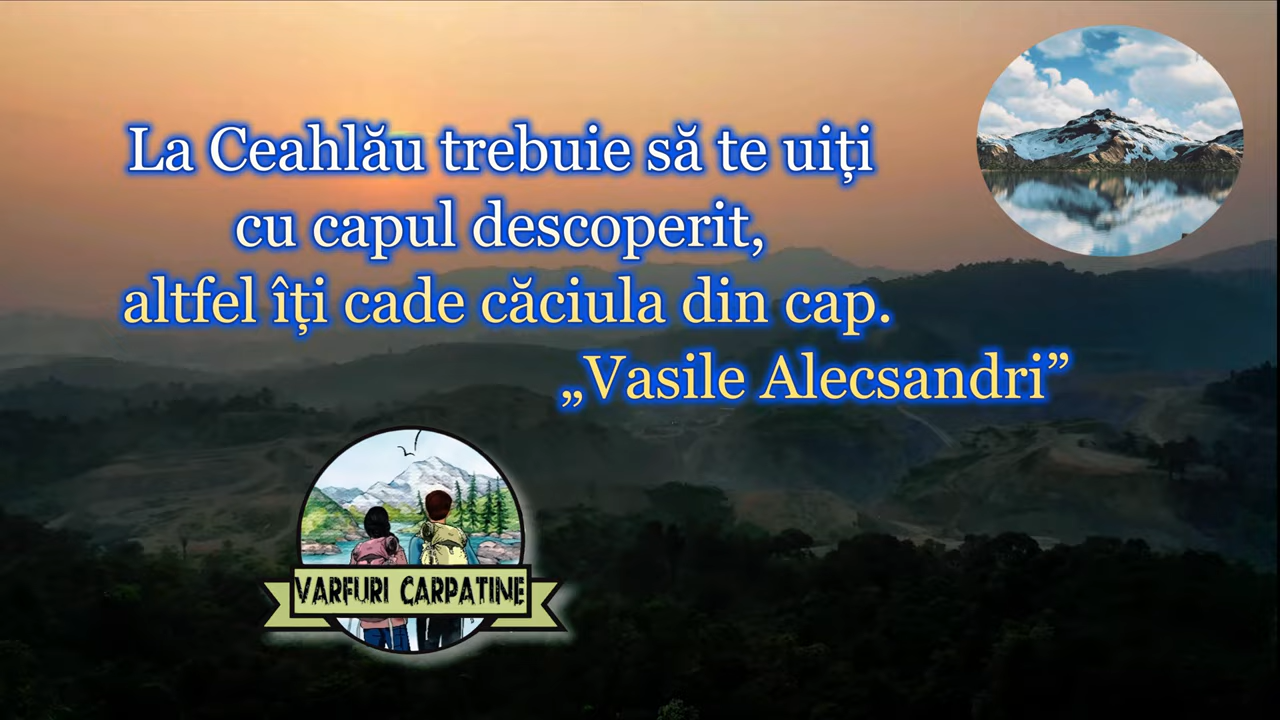 La Ceahlău trebuie să te uiți
cu capul descoperit,
altfel îți cade căciula din cap.
„Vasile Alecsandri”
VARFURI CARPATINE